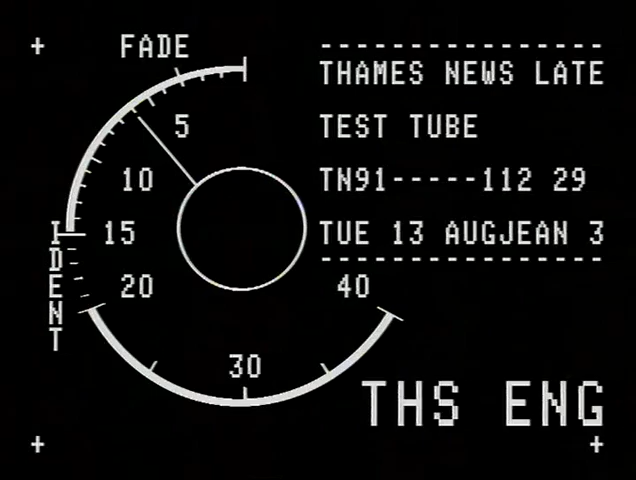 FADE
THAMES NEWS LATE
TEST TUBE
TN91-----112 29
TUE 13 AUGJEAN 3
5
10
15
20
30
40
IDENT
THS ENG